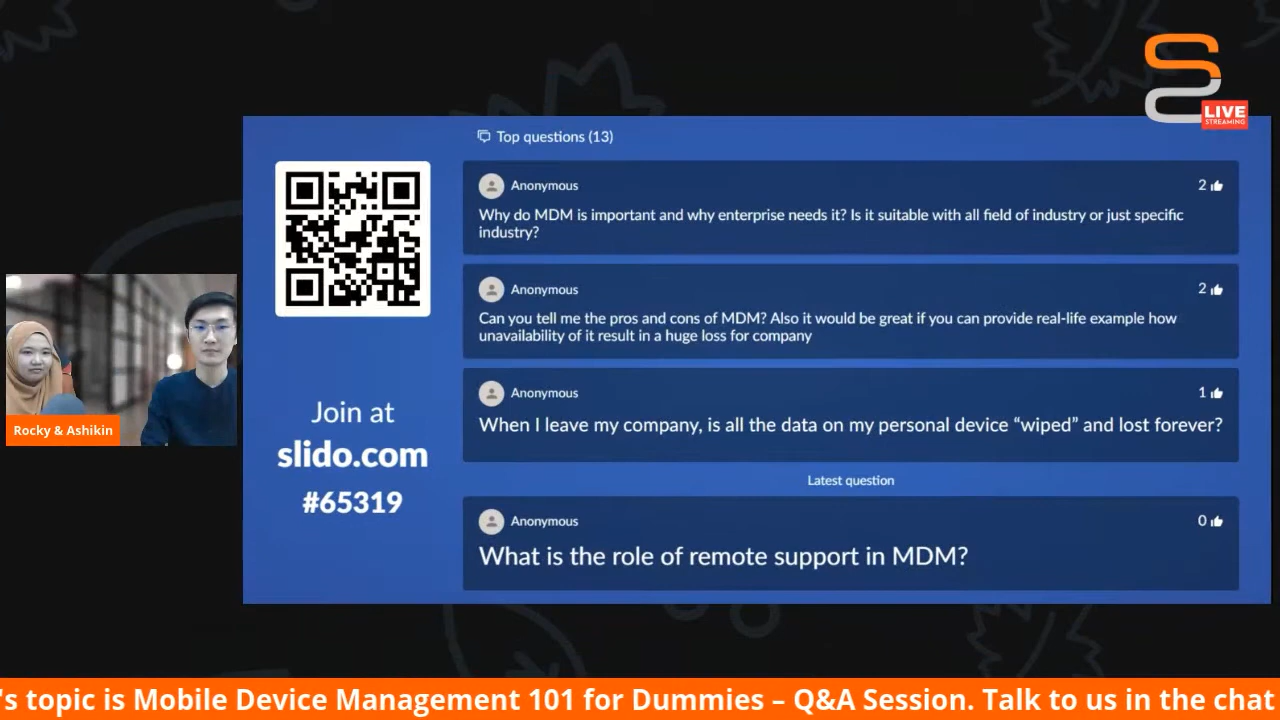 LIVE
STREAMING
Top questions (13)
Anonymous
2
Why do MDM is important and why enterprise needs it? Is it suitable with all field of industry or just specific
industry?
Anonymous
2
Can you tell me the pros and cons of MDM? Also it would be great if you can provide real-life example how
unavailability of it result in a huge loss for company
Anonymous
1
When I leave my company, is all the data on my personal device “wiped” and lost forever?
Latest question
Anonymous
0
What is the role of remote support in MDM?
Join at
slido.com
#65319
Rocky & Ashikin
's topic is Mobile Device Management 101 for Dummies – Q&A Session. Talk to us in the chat